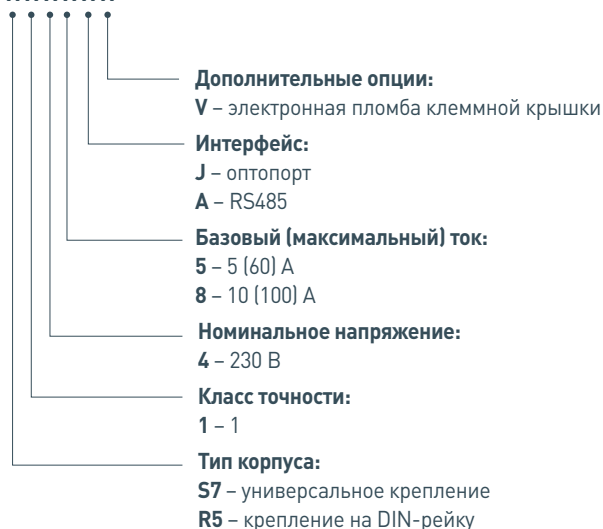 Дополнительные опции:
V – электронная пломба клеммной крышки
Интерфейс:
J – оптопорт
A – RS485
Базовый (максимальный) ток:
5 – 5 (60) А
8 – 10 (100) А
Номинальное напряжение:
4 – 230 В
Класс точности:
1 – 1
Тип корпуса:
S7 – универсальное крепление
R5 – крепление на DIN-рейку